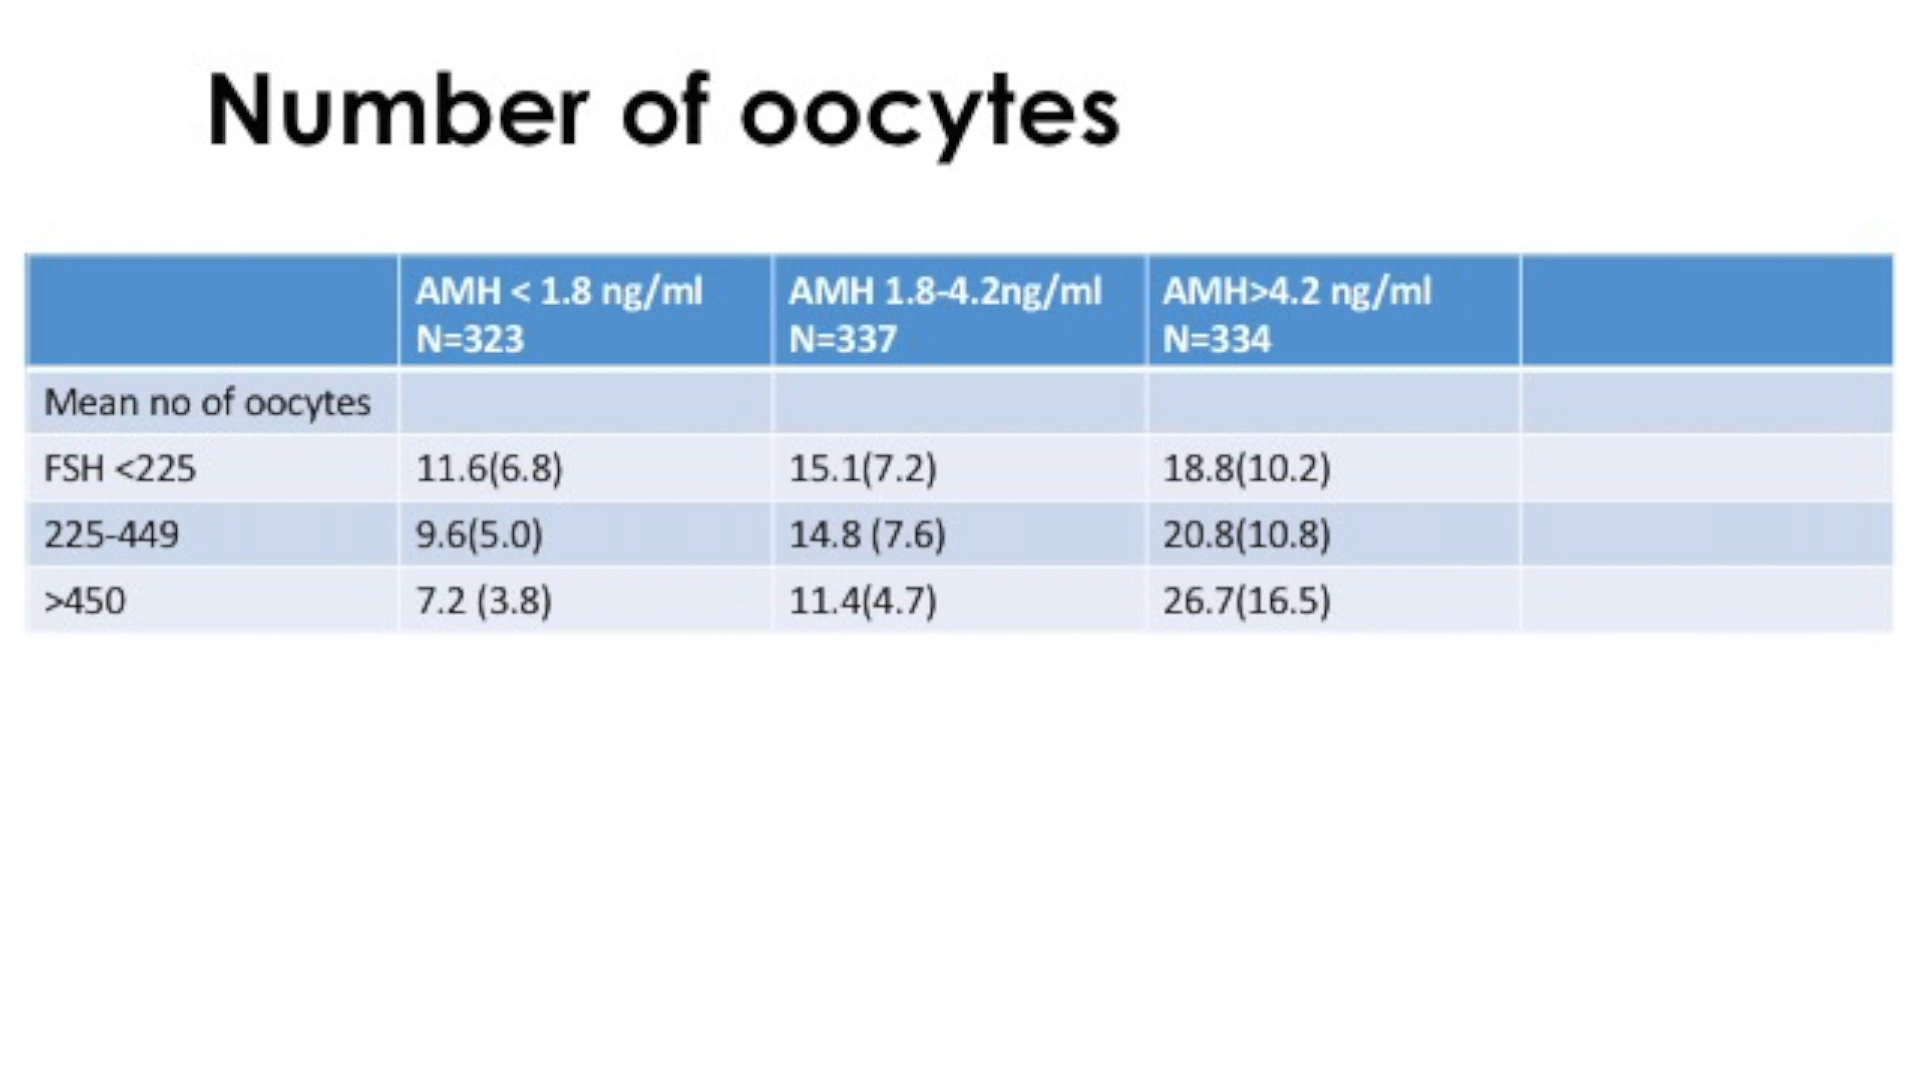 Number of oocytes
AMH < 1.8 ng/ml AMH 1.8-4.2ng/ml AMH>4.2 ng/ml
N=323 N=337 N=334
Mean no of oocytes
FSH <225 11.6(6.8) 15.1(7.2) 18.8(10.2)
225-449 9.6(5.0) 14.8 (7.6) 20.8(10.8)
>450 7.2 (3.8) 11.4(4.7) 26.7(16.5)